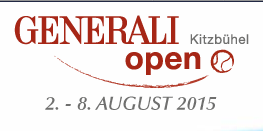 GENERALI Kitzbühel
open
2. - 8. AUGUST 2015